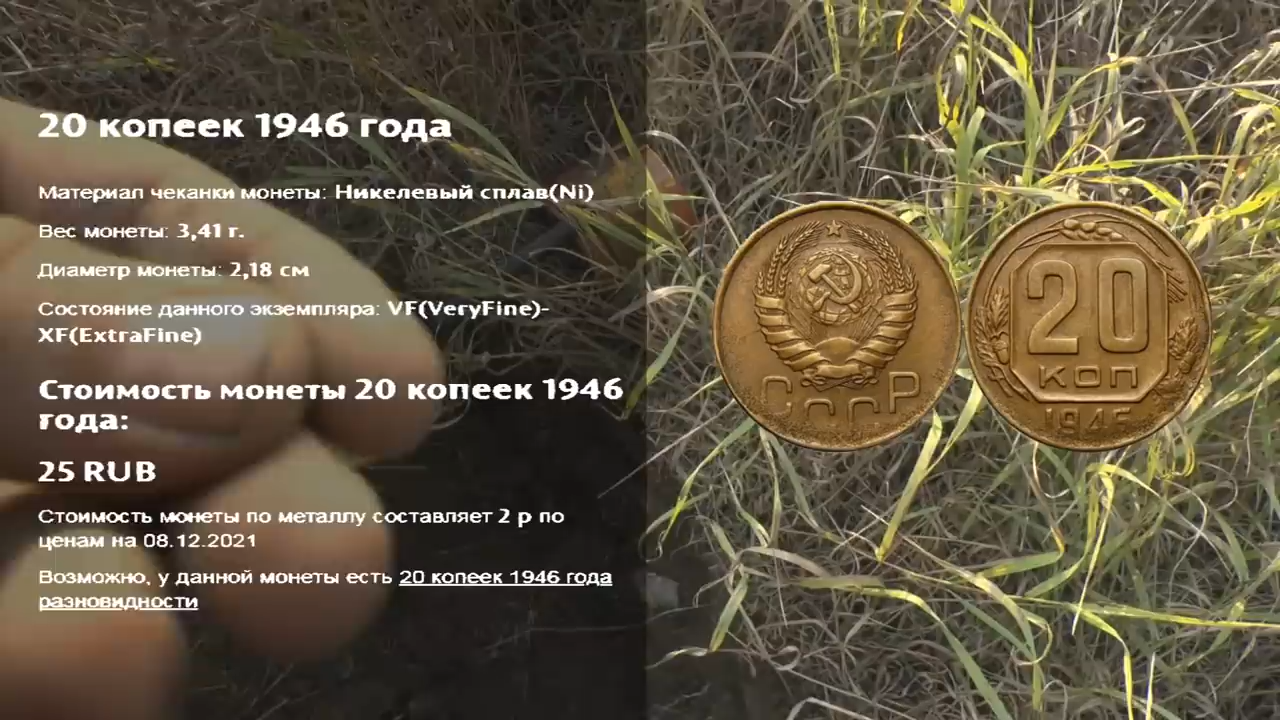 20 копеек 1946 года
Материал чеканки монеты: Никелевый сплав(Ni)
Вес монеты: 3,41 г.
Диаметр монеты: 2,18 см
Состояние данного экземпляра: VF(VeryFine)-
XF(ExtraFine)
Стоимость монеты 20 копеек 1946
года:
25 RUB
Стоимость монеты по металлу составляет 2 р по
ценам на 08.12.2021
Возможно, у данной монеты есть 20 копеек 1946 года
разновидности
СССР
20
КОП
1946